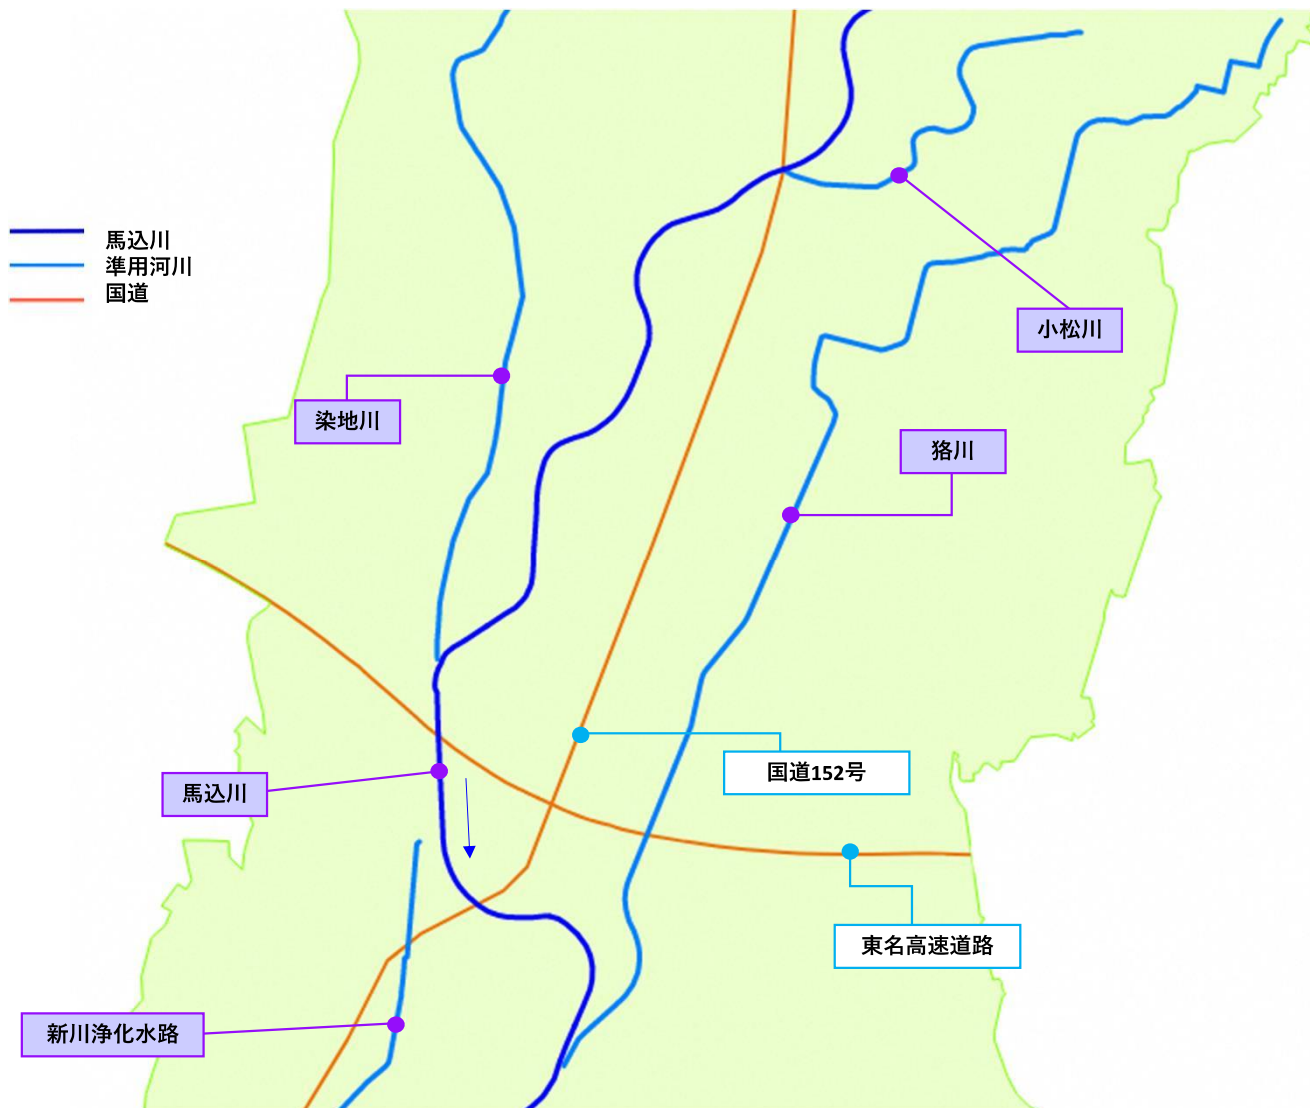 馬込川
準用河川
国道
小松川
染地川
狢川
国道152号
馬込川
東名高速道路
新川浄化水路